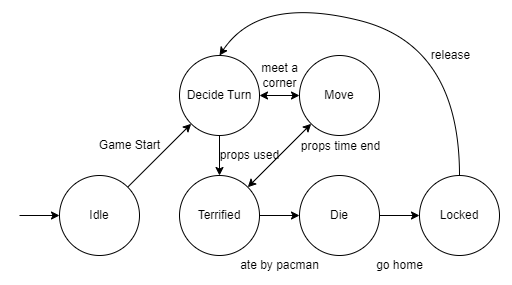 release
meet a
corner
Decide Turn
Move
Game Start
props used
props time end
Idle
Terrified
Die
Locked
ate by pacman
go home